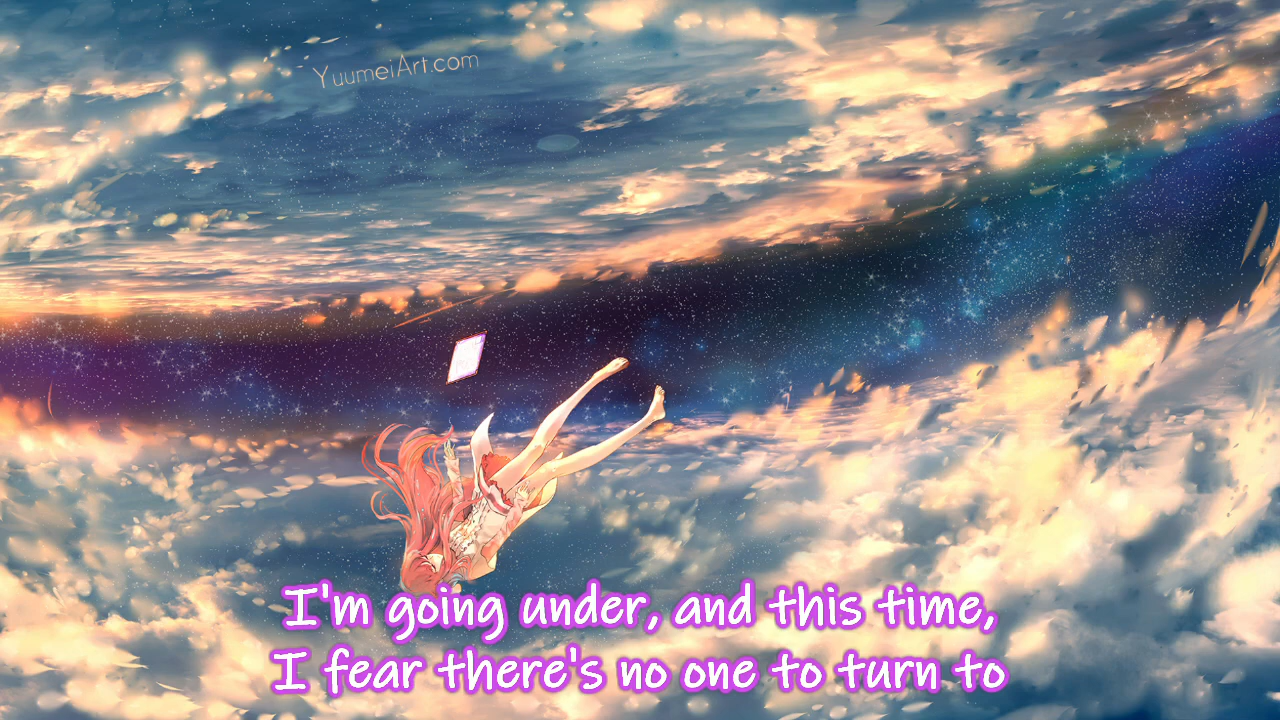 YuumeiArt.com
I'm going under, and this time,
I fear there's no one to turn to